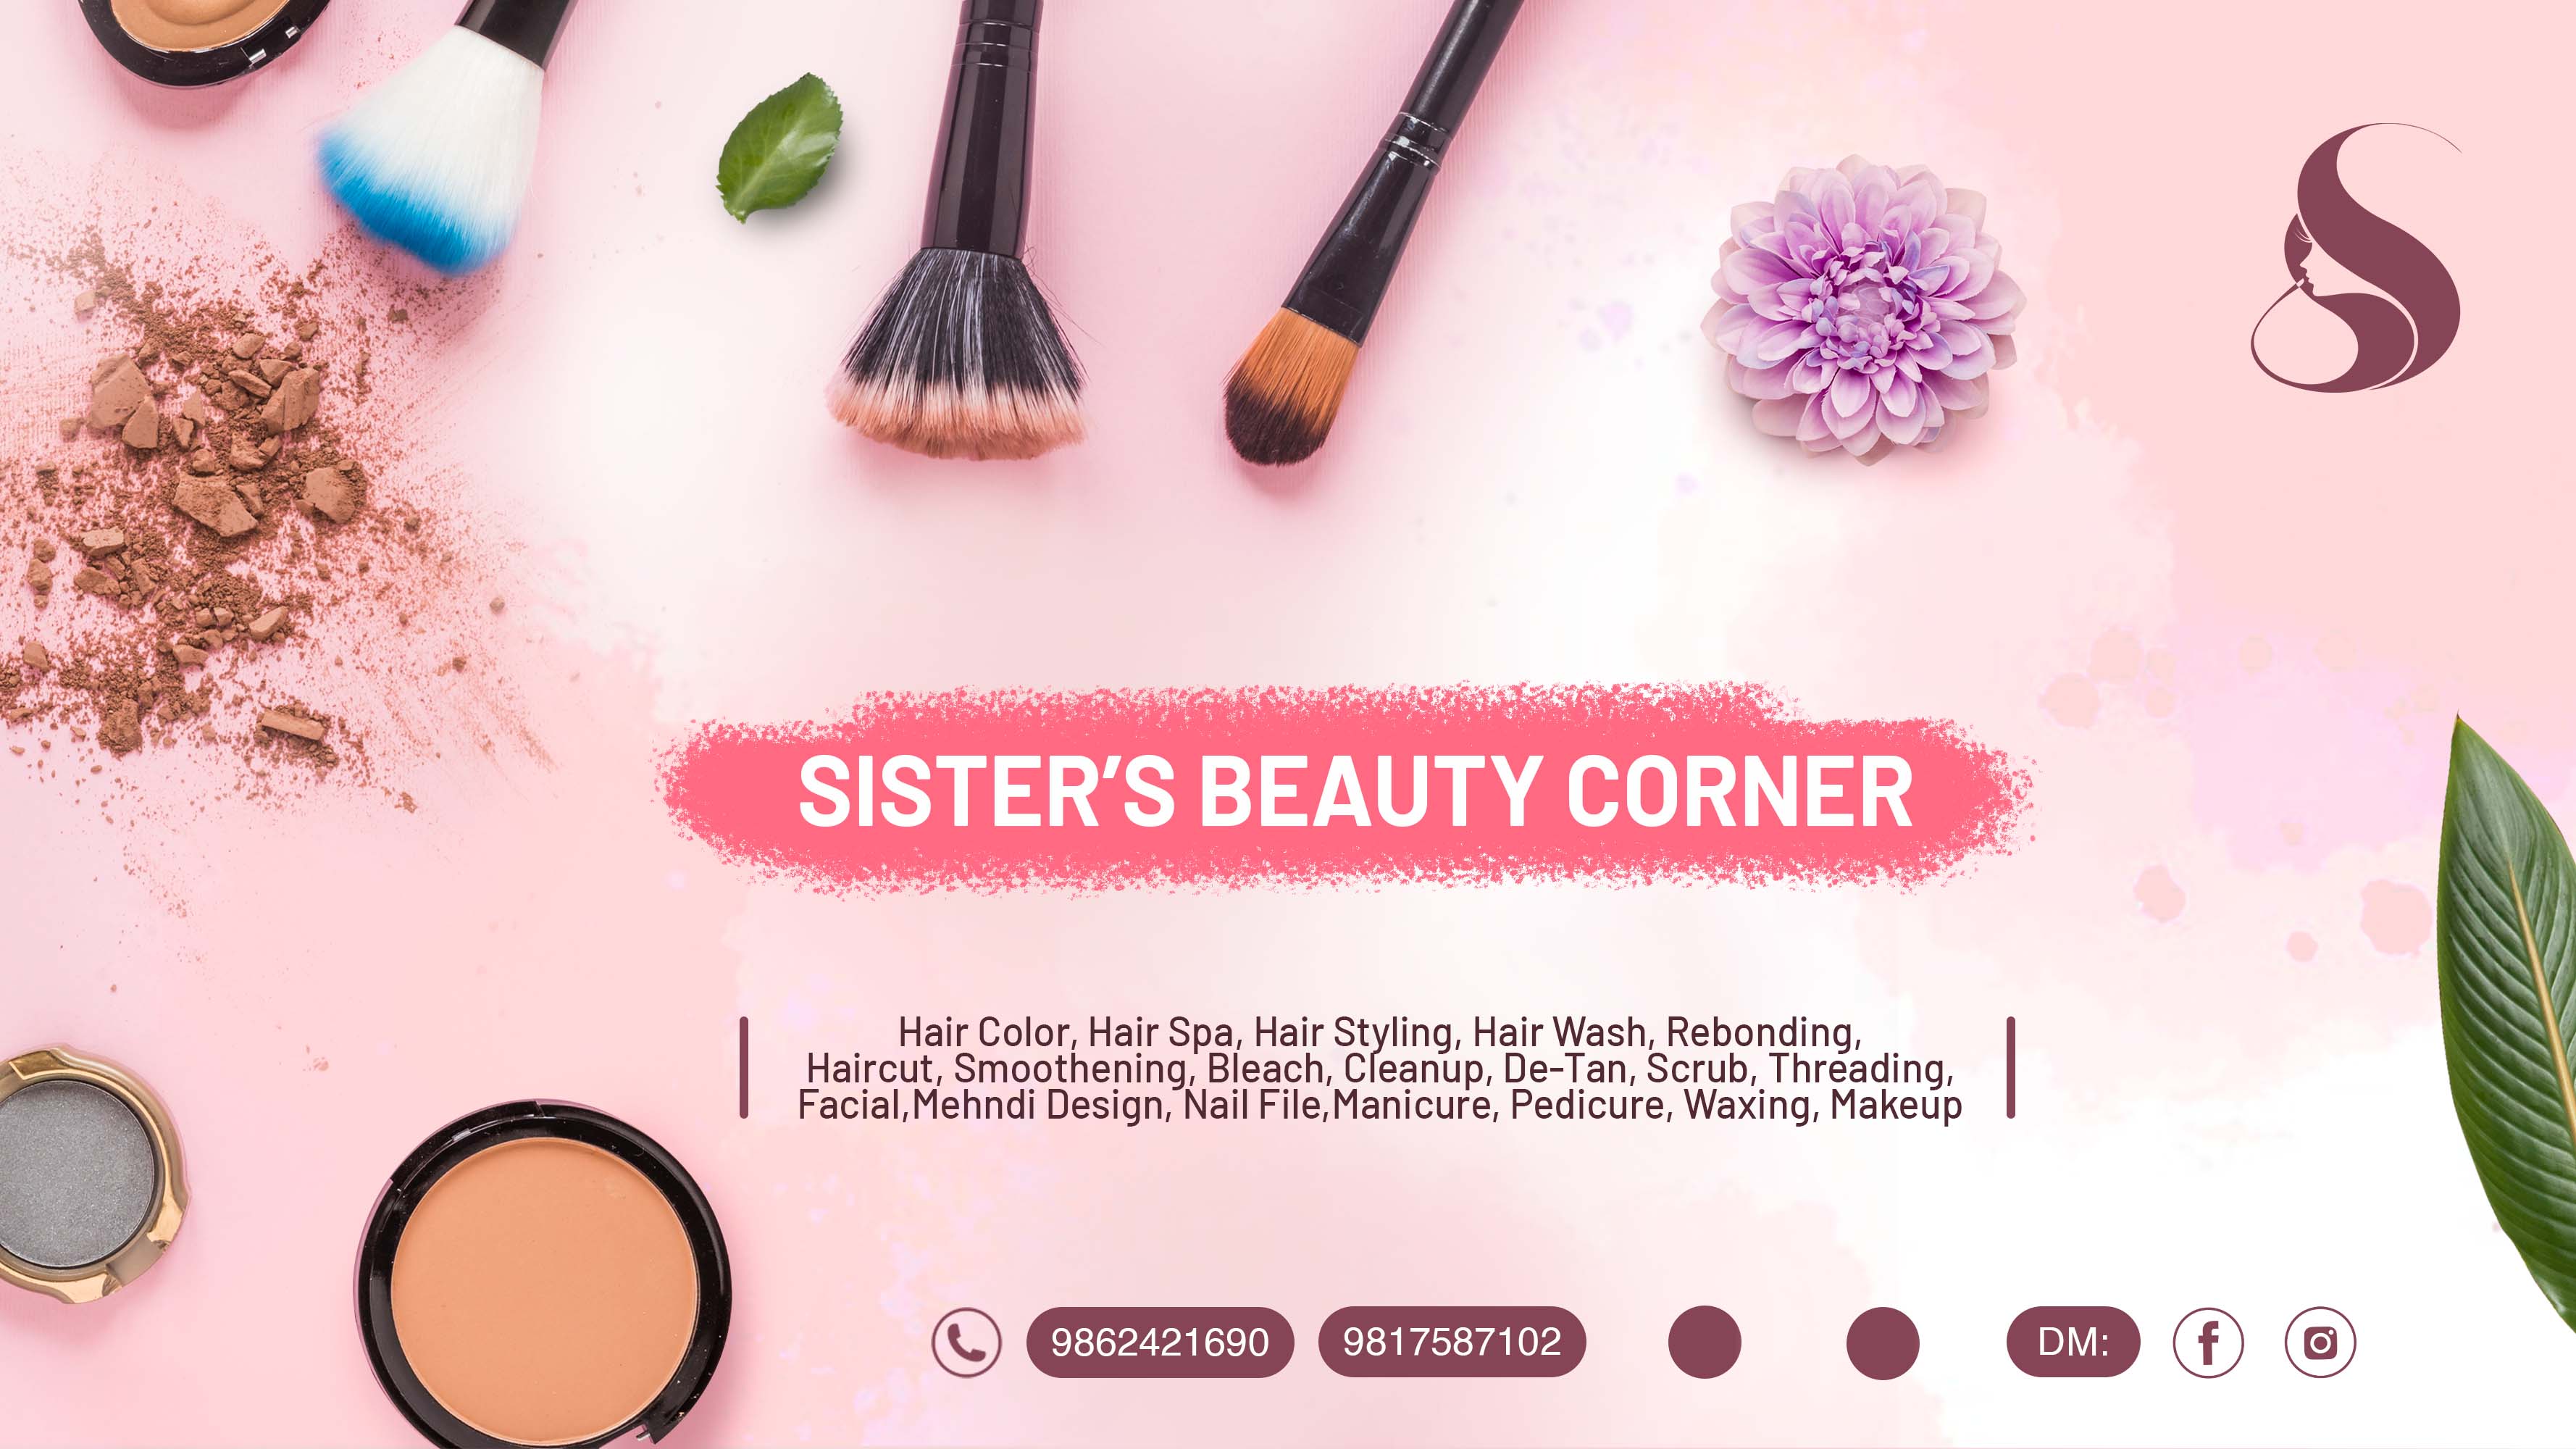 SISTER’S BEAUTY CORNER
Hair Color, Hair Spa, Hair Styling, Hair Wash, Rebonding,
Haircut, Smoothening, Bleach, Cleanup, De-Tan, Scrub, Threading,
Facial,Mehndi Design, Nail File,Manicure, Pedicure, Waxing, Makeup
9862421690 9817587102 DM: